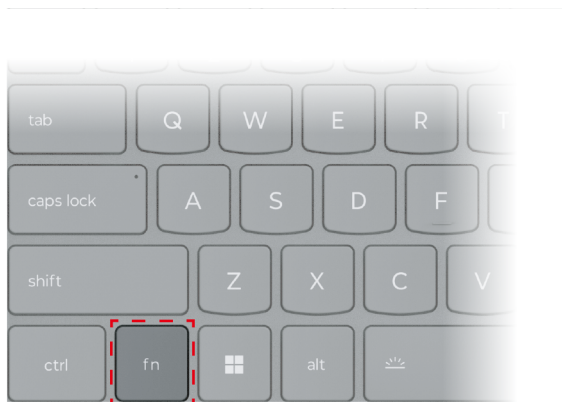 tab Q W E R T
caps lock A S D F
shift Z X C V
ctrl fn alt